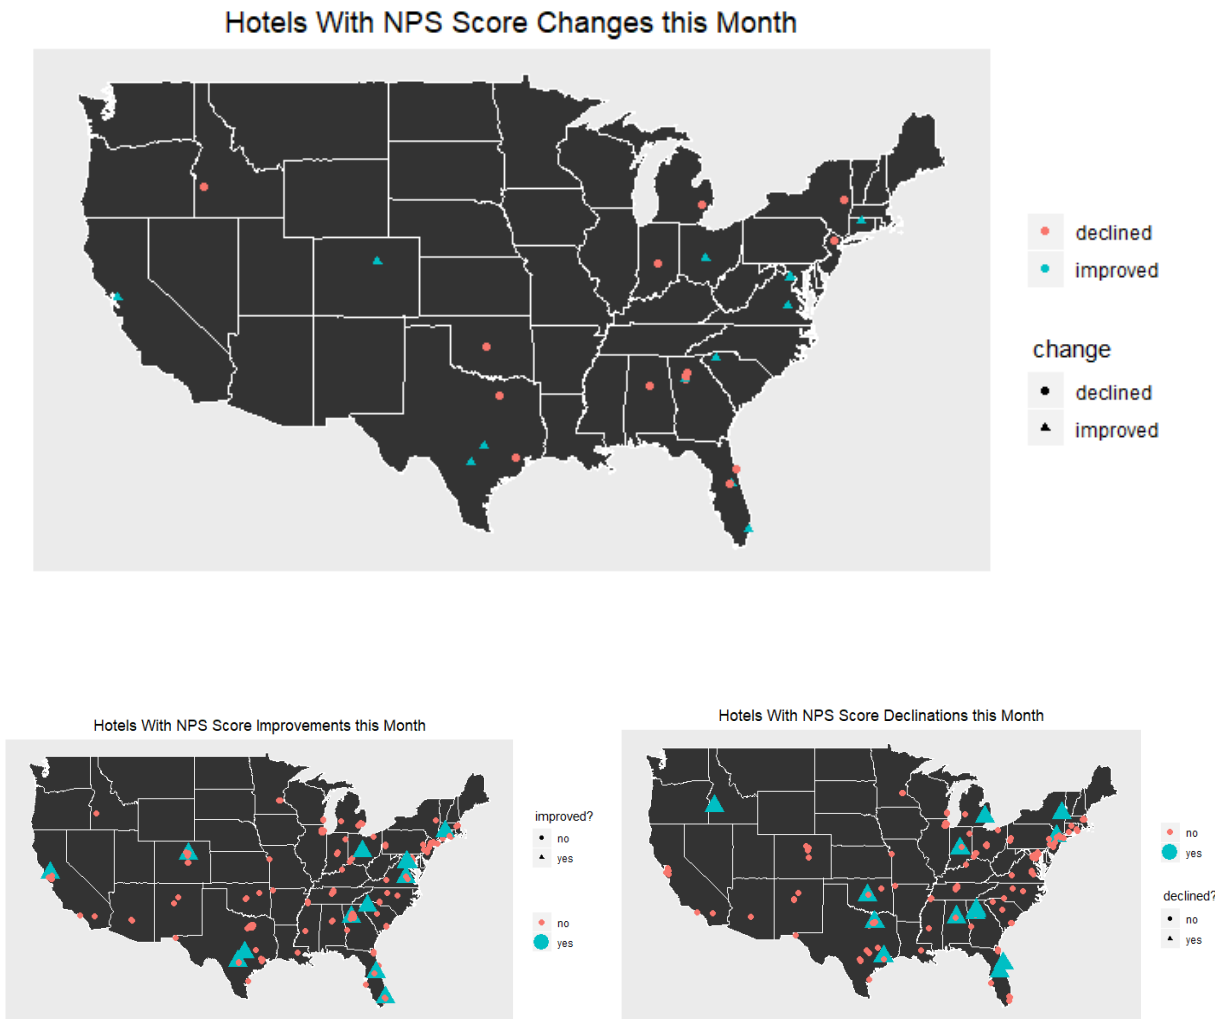 Hotels With NPS Score Changes this Month
declined
improved
change
declined
improved
Hotels With NPS Score Improvements this Month
improved?
no
yes
no
yes
Hotels With NPS Score Declinations this Month
no
yes
declined?
no
yes